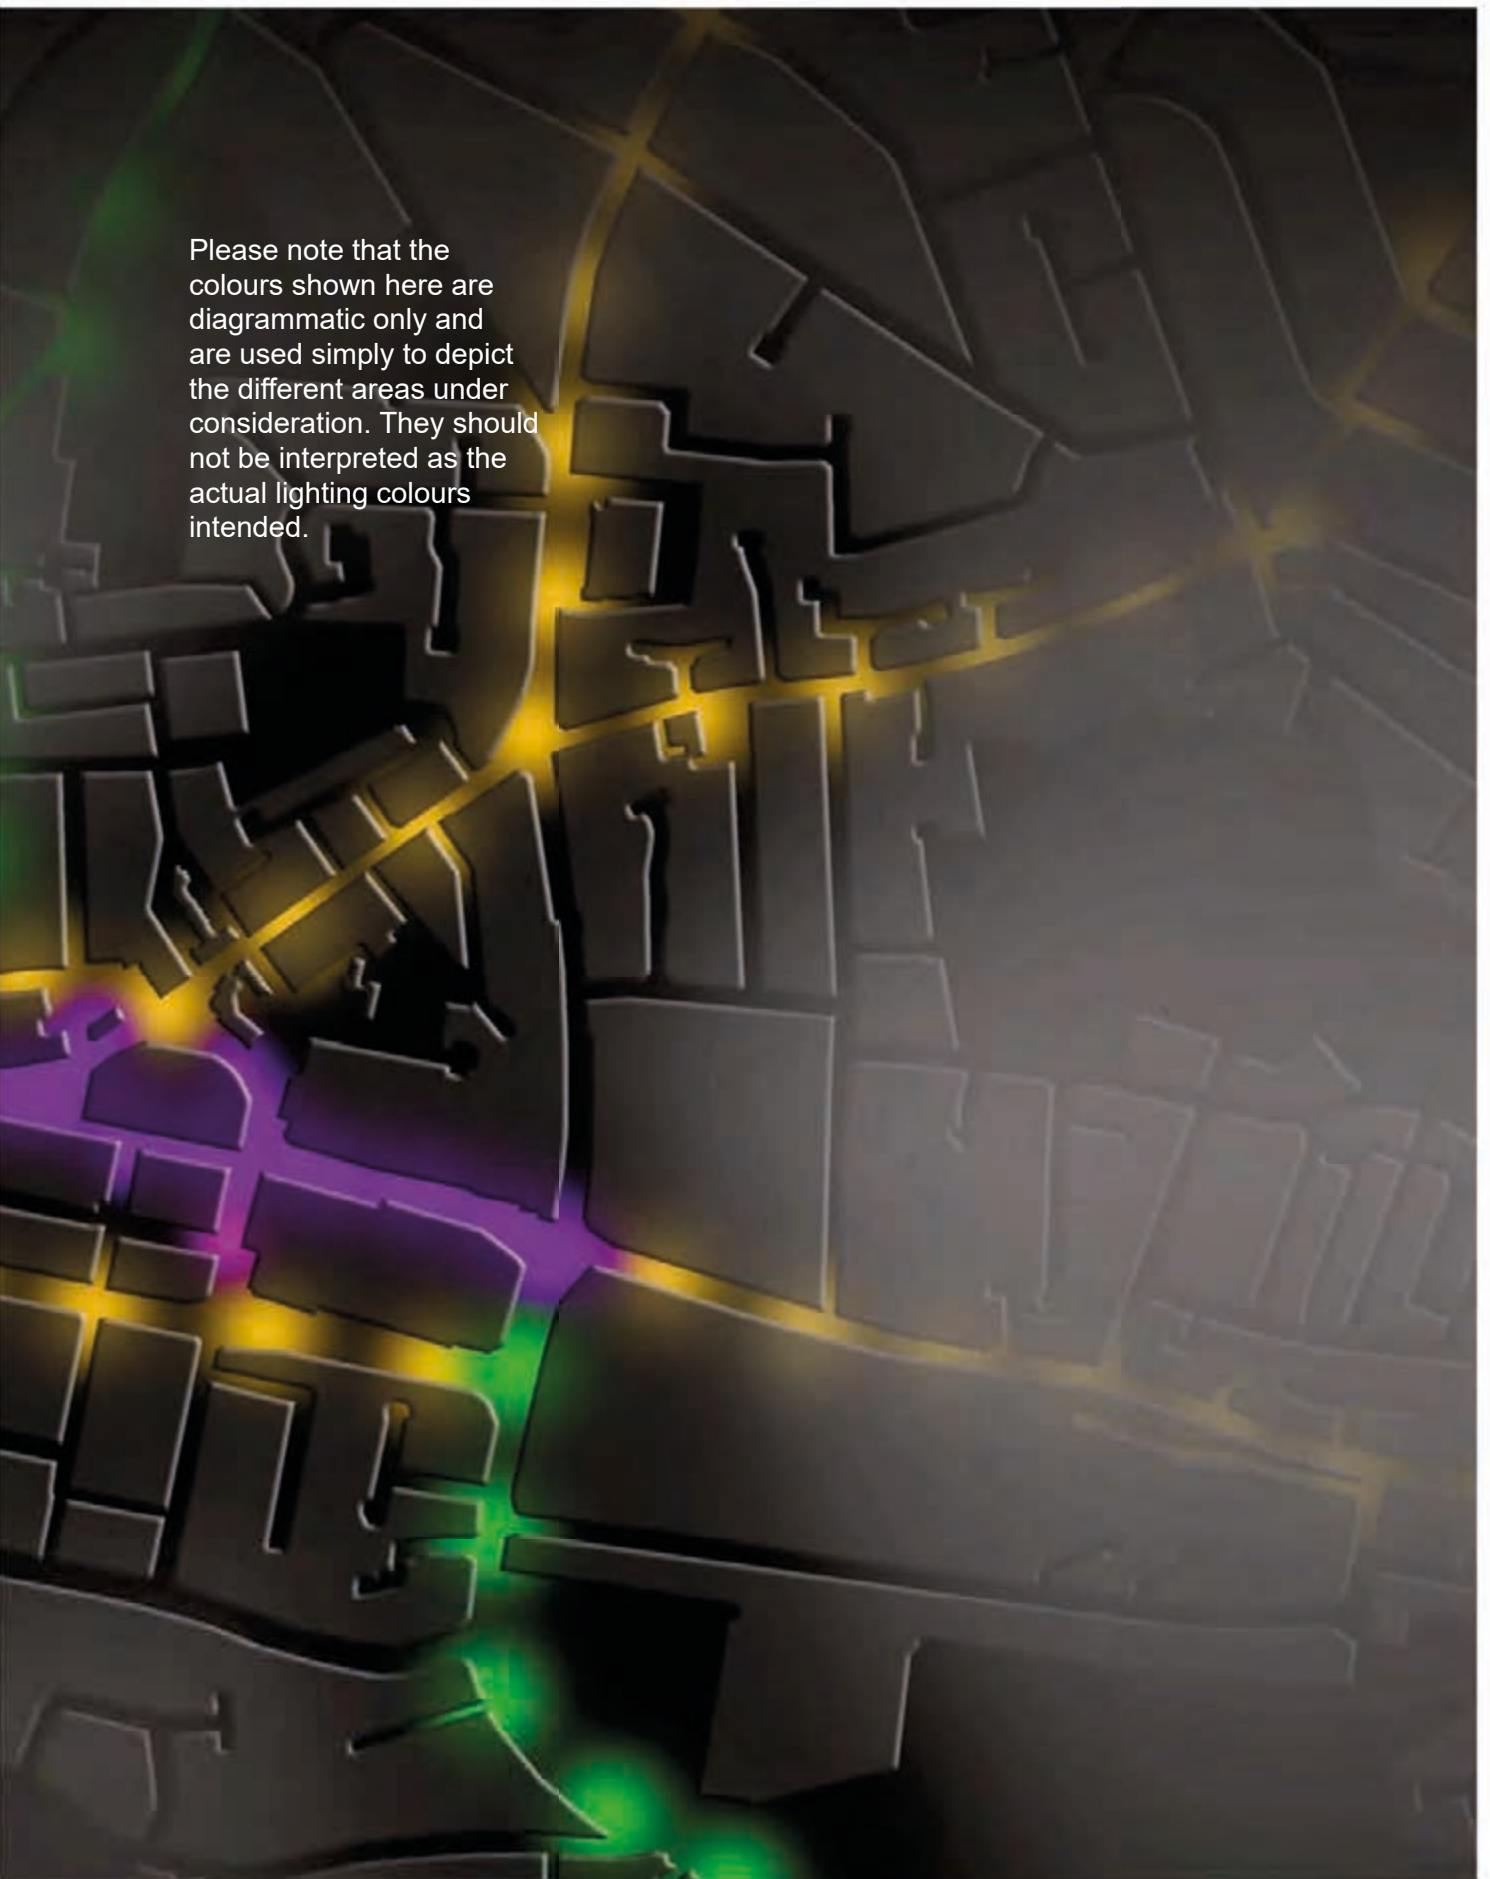 Please note that the
colours shown here are
diagrammatic only and
are used simply to depict
the different areas under
consideration. They should
not be interpreted as the
actual lighting colours
intended.